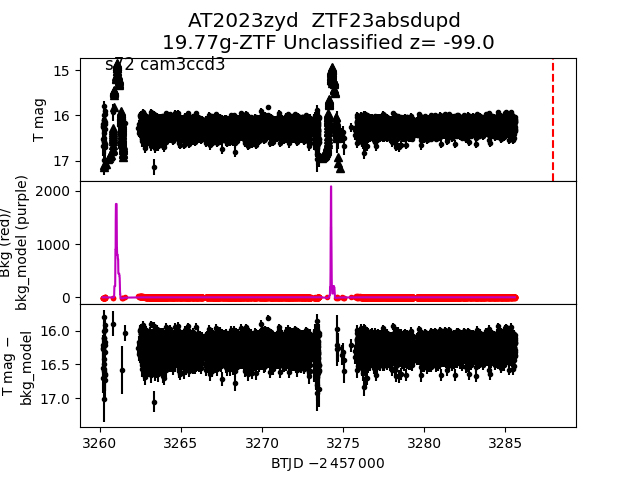 AT2023zyd  ZTF23absdupd
19.77g-ZTF Unclassified z= -99.0
s72 cam3ccd3
T mag
15
16
17
Bkg (red)/
bkg_model (purple)
2000
1000
0
T mag −
bkg_model
16.0
16.5
17.0
3260 3265 3270 3275 3280 3285
BTJD −2 457 000